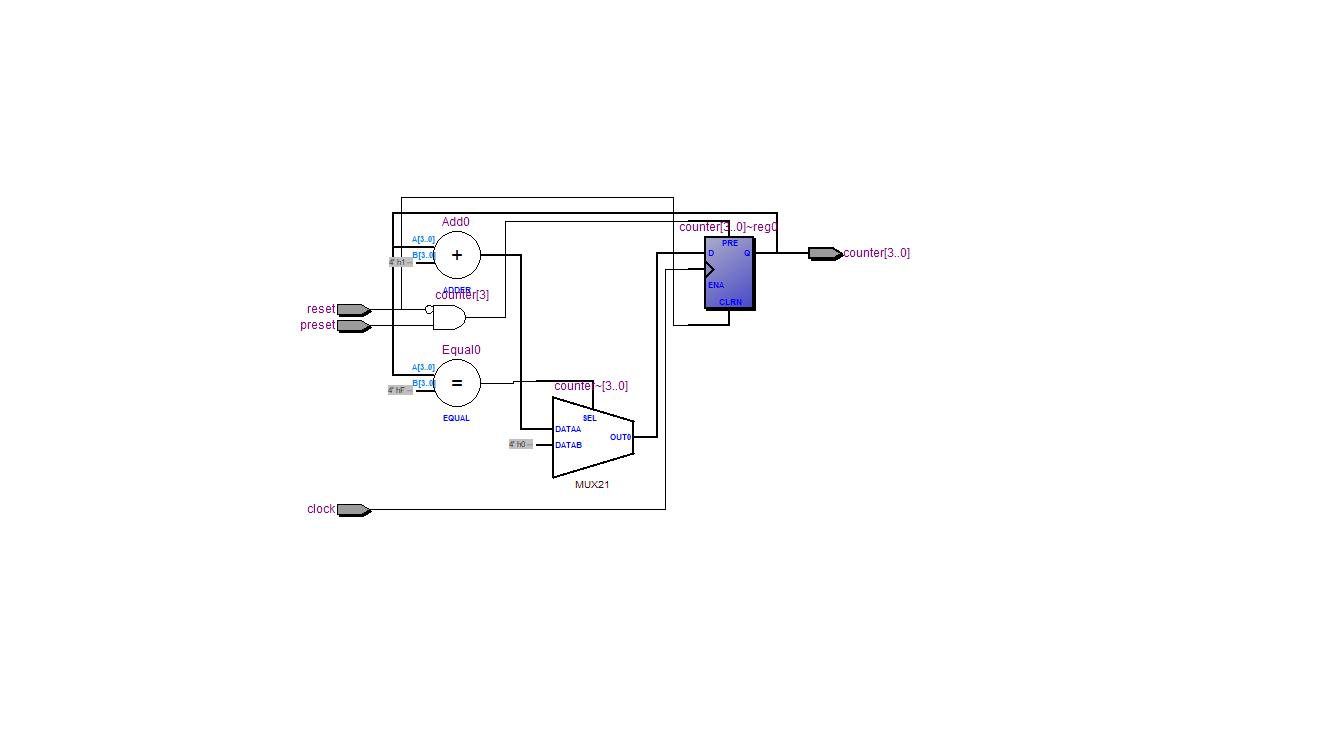 Add0
counter[3..0]~reg0
A[3..0]
PRE
B[3..0]
D
Q
counter[3..0]
+
4' h1 --
ENA
ADDER
counter[3]
CLRN
reset
preset
Equal0
A[3..0]
B[3..0]
=
counter~[3..0]
4' hF --
EQUAL
SEL
DATAA
OUT0
4' h0 --
DATAB
MUX21
clock